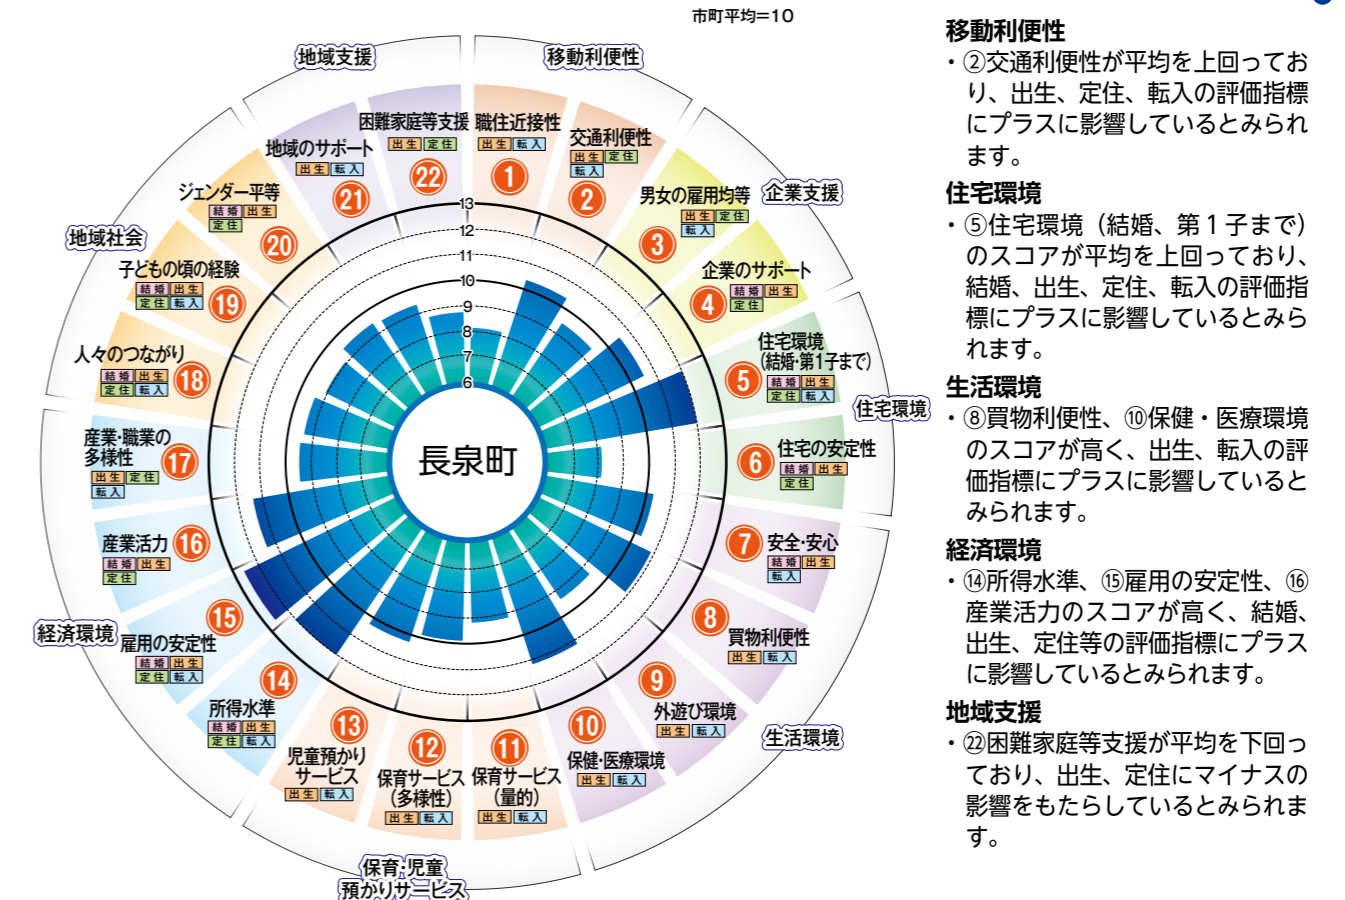 市町平均=10
地域支援
移動利便性
企業支援
住宅環境
生活環境
保育・児童
預かりサービス
経済環境
地域社会
職住近接性
出生 転入
1
交通利便性
出生 定住
転入
2
男女の雇用均等
出生 定住
転入
3
企業のサポート
結婚 出生
定住
4
住宅環境
(結婚・第1子まで)
結婚 出生
定住 転入
5
住宅の安定性
結婚 出生
定住
6
安全・安心
結婚 出生
転入
7
買物利便性
出生 転入
8
外遊び環境
出生 転入
9
保健・医療環境
出生 転入
10
保育サービス
(量的)
出生 転入
11
保育サービス
(多様性)
出生 転入
12
児童預かり
サービス
出生 転入
13
所得水準
結婚 出生
定住 転入
14
雇用の安定性
結婚 出生
定住 転入
15
産業活力
結婚 出生
定住
16
産業・職業の
多様性
出生 定住
転入
17
人々のつながり
結婚 出生
定住 転入
18
子どもの頃の経験
結婚 出生
定住 転入
19
ジェンダー平等
結婚 出生
定住
20
地域のサポート
出生 転入
21
困難家庭等支援
出生 定住
22
13
12
11
10
9
8
7
6
長泉町
移動利便性
・②交通利便性が平均を上回ってお
り、出生、定住、転入の評価指標
にプラスに影響しているとみられ
ます。
住宅環境
・⑤住宅環境（結婚、第1子まで）
のスコアが平均を上回っており、
結婚、出生、定住、転入の評価指
標にプラスに影響しているとみら
れます。
生活環境
・⑧買物利便性、⑩保健・医療環境
のスコアが高く、出生、転入の評
価指標にプラスに影響していると
みられます。
経済環境
・⑭所得水準、⑮雇用の安定性、⑯
産業活力のスコアが高く、結婚、
出生、定住等の評価指標にプラス
に影響しているとみられます。
地域支援
・㉒困難家庭等支援が平均を下回っ
ており、出生、定住にマイナスの
影響をもたらしているとみられま
す。